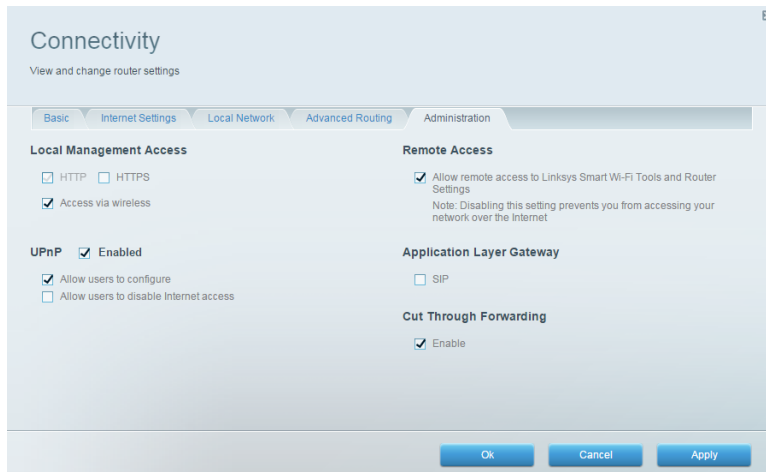 Connectivity
View and change router settings
Basic
Internet Settings
Local Network
Advanced Routing
Administration
Local Management Access
HTTP
HTTPS
Access via wireless
UPnP
Enabled
Allow users to configure
Allow users to disable Internet access
Remote Access
Allow remote access to Linksys Smart Wi-Fi Tools and Router
Settings
Note: Disabling this setting prevents you from accessing your
network over the Internet
Application Layer Gateway
SIP
Cut Through Forwarding
Enable
Ok
Cancel
Apply